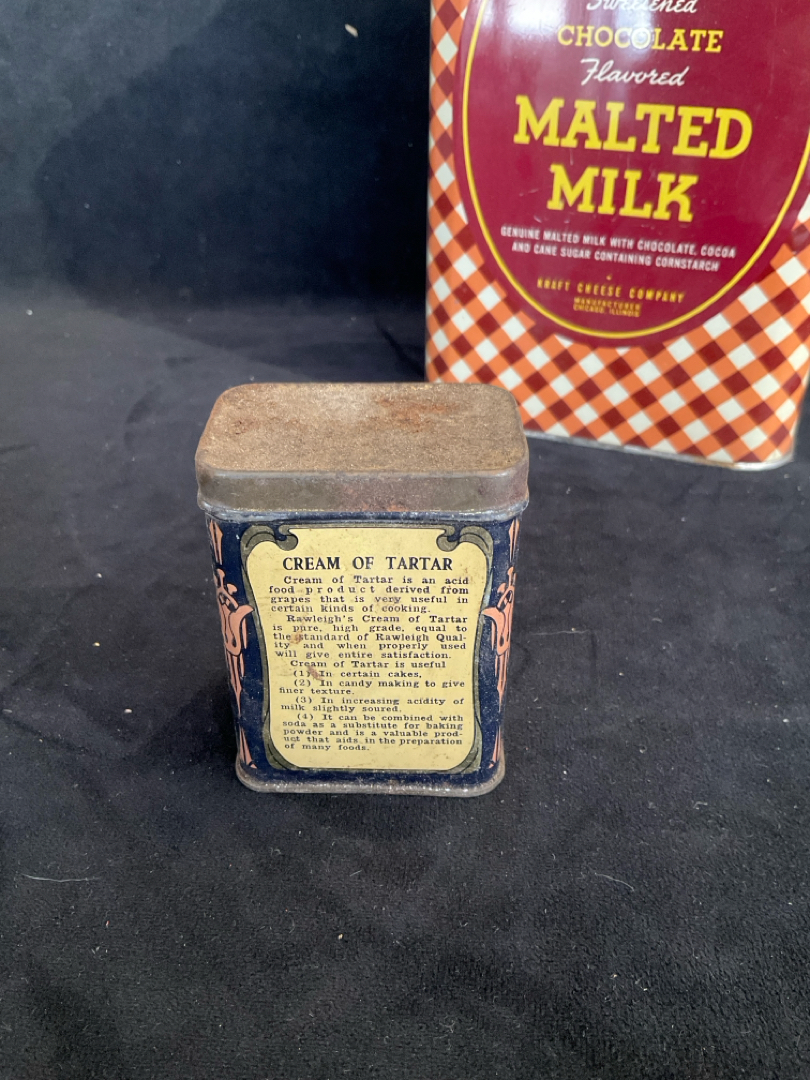 Sweetened
CHOCOLATE
Flavored
MALTED
MILK
GENUINE MALTED MILK WITH CHOCOLATE, COCOA
AND CANE SUGAR CONTAINING CORNSTARCH
KRAFT CHEESE COMPANY
MANUFACTURER
CHICAGO, ILLINOIS
CREAM OF TARTAR
Cream of Tartar is an acid
food product derived from
grapes that is very useful in
certain kinds of cooking.
Rawleigh's Cream of Tartar
is pure, high grade, equal to
the standard of Rawleigh Qual-
ity and when properly used
will give entire satisfaction.
Cream of Tartar is useful
(1) In certain cakes,
(2) In candy making to give
finer texture.
(3) In increasing acidity of
milk slightly soured.
(4) It can be combined with
soda as a substitute for baking
powder and is a valuable prod-
uct that aids in the preparation
of many foods.